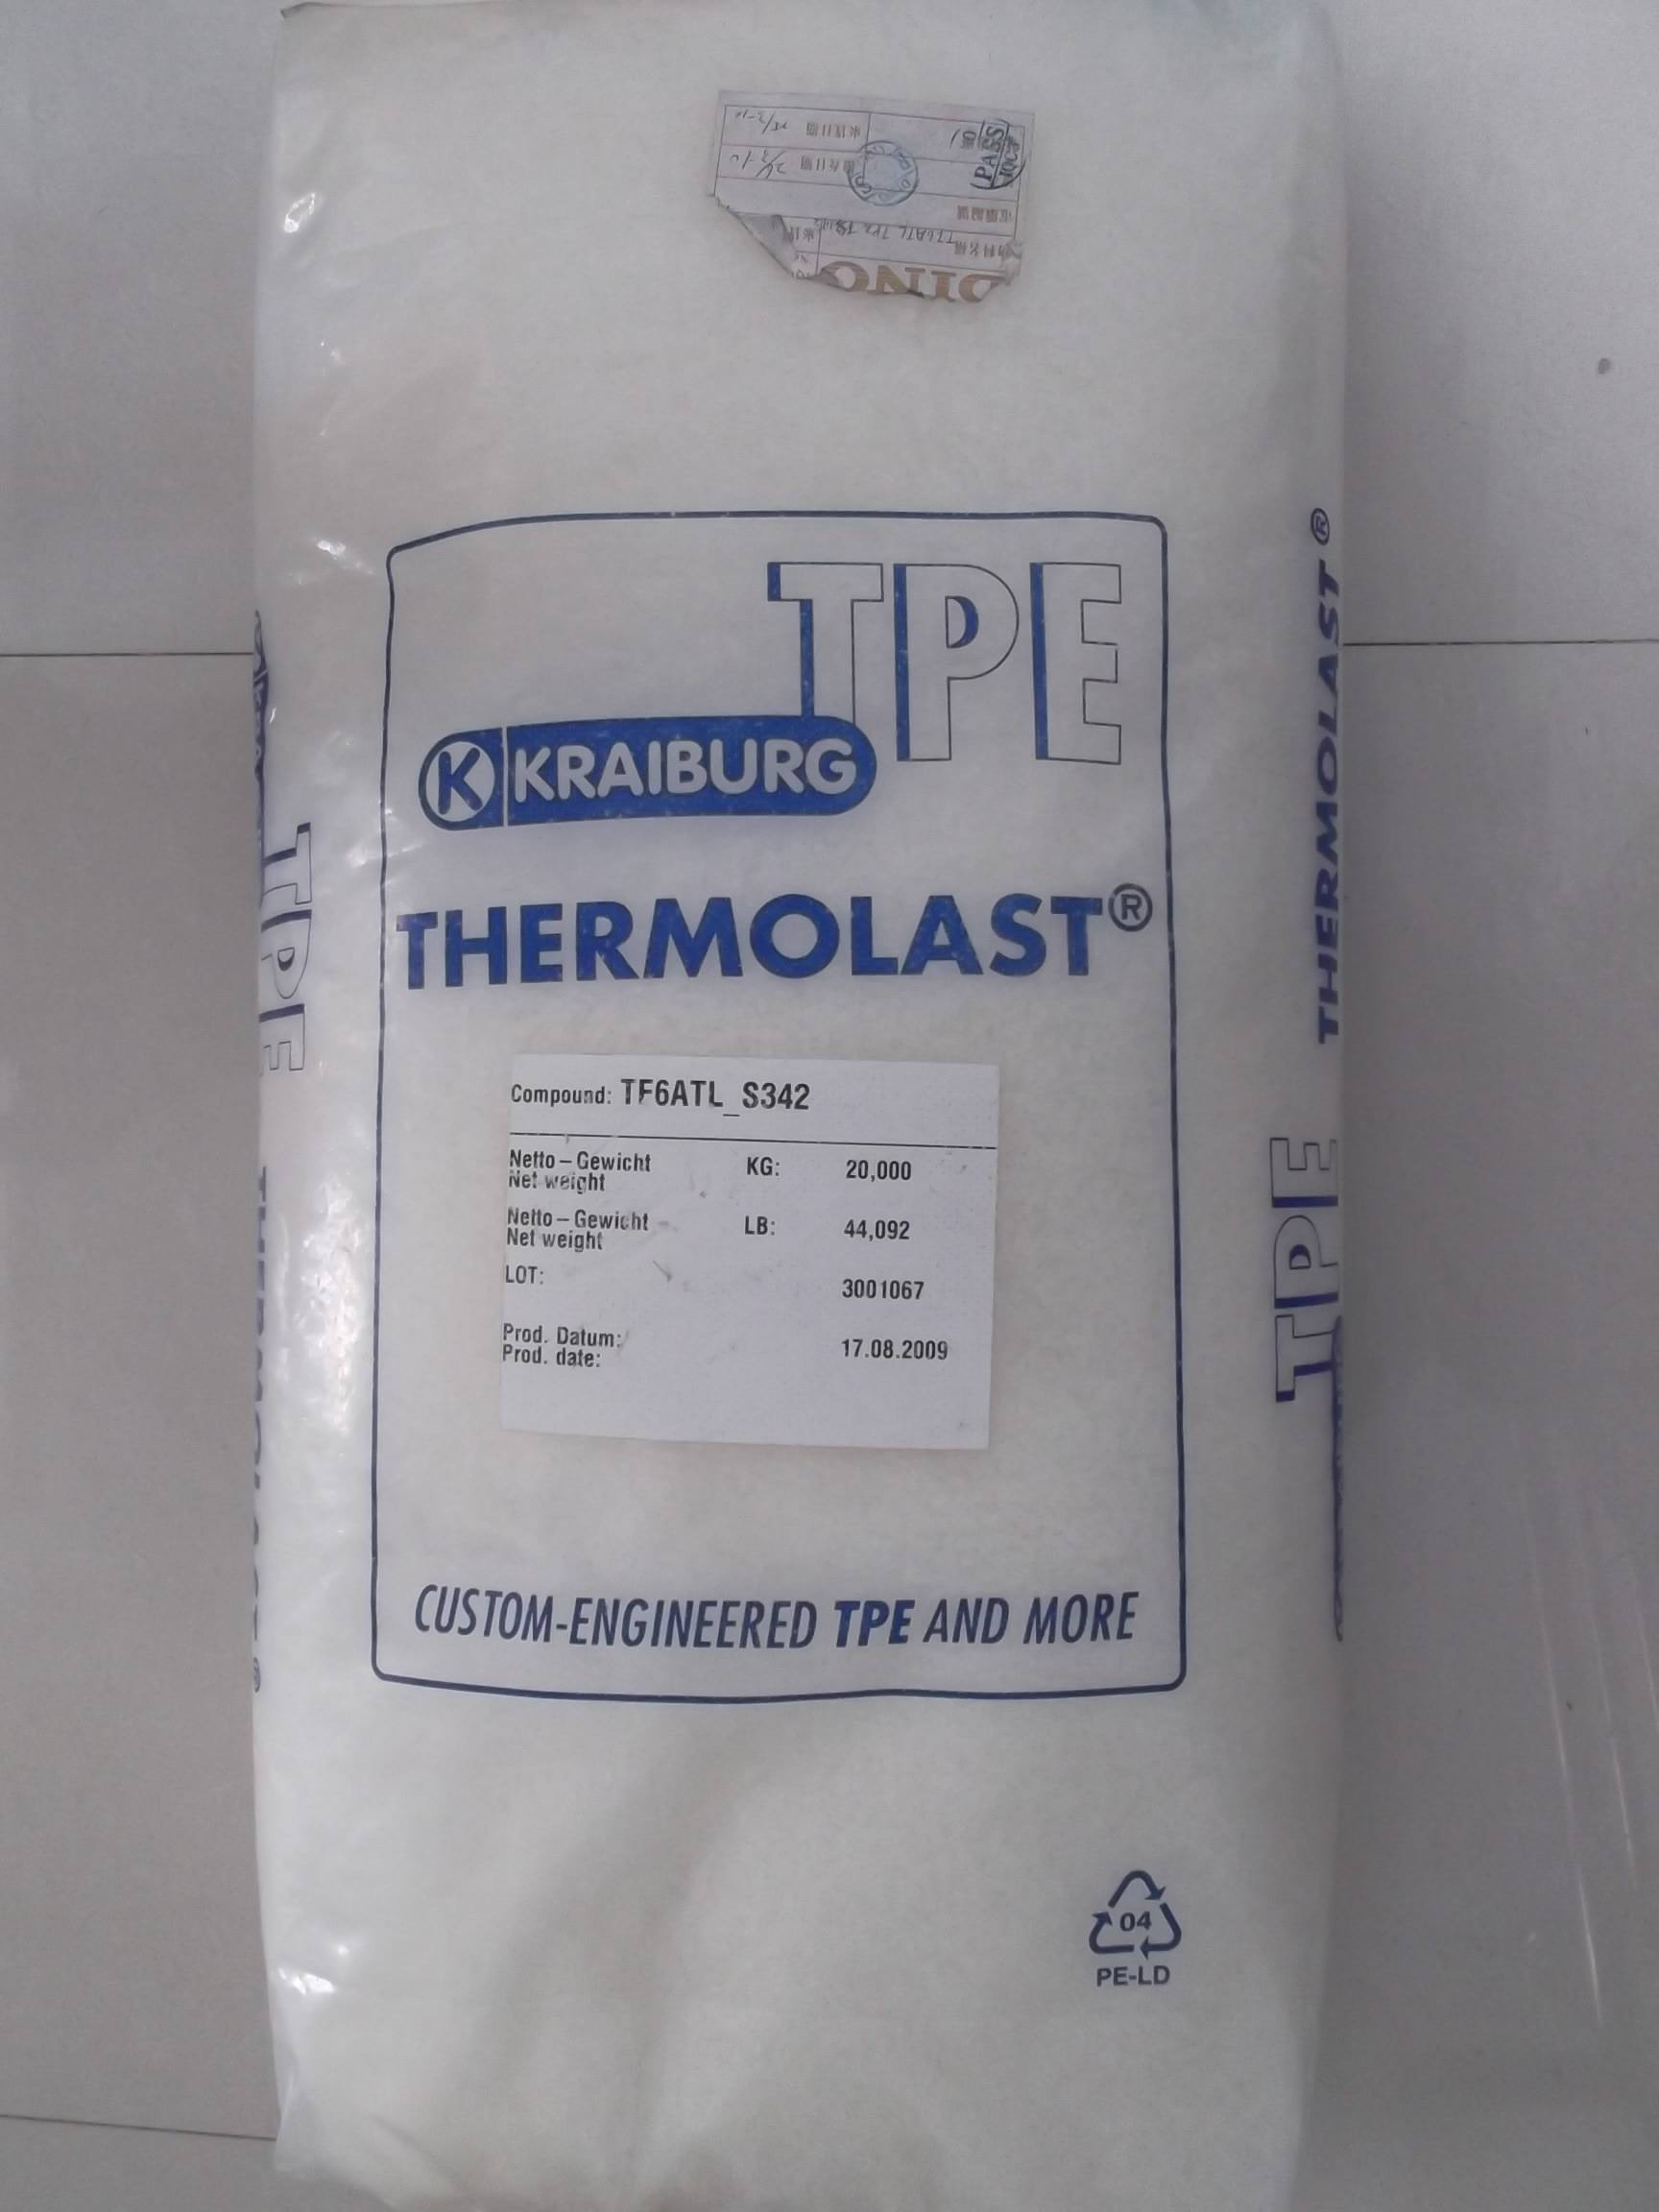 TPE
K KRAIBURG
THERMOLAST®
Compound: TF6ATL_S342
Netto – Gewicht KG: 20,000
Net weight
Netto – Gewicht LB: 44,092
Net weight
LOT: 3001067
Prod. Datum: 17.08.2009
Prod. date:
CUSTOM-ENGINEERED TPE AND MORE
04
PE-LD
THERMOLAST®
TPE
TPE
PASS